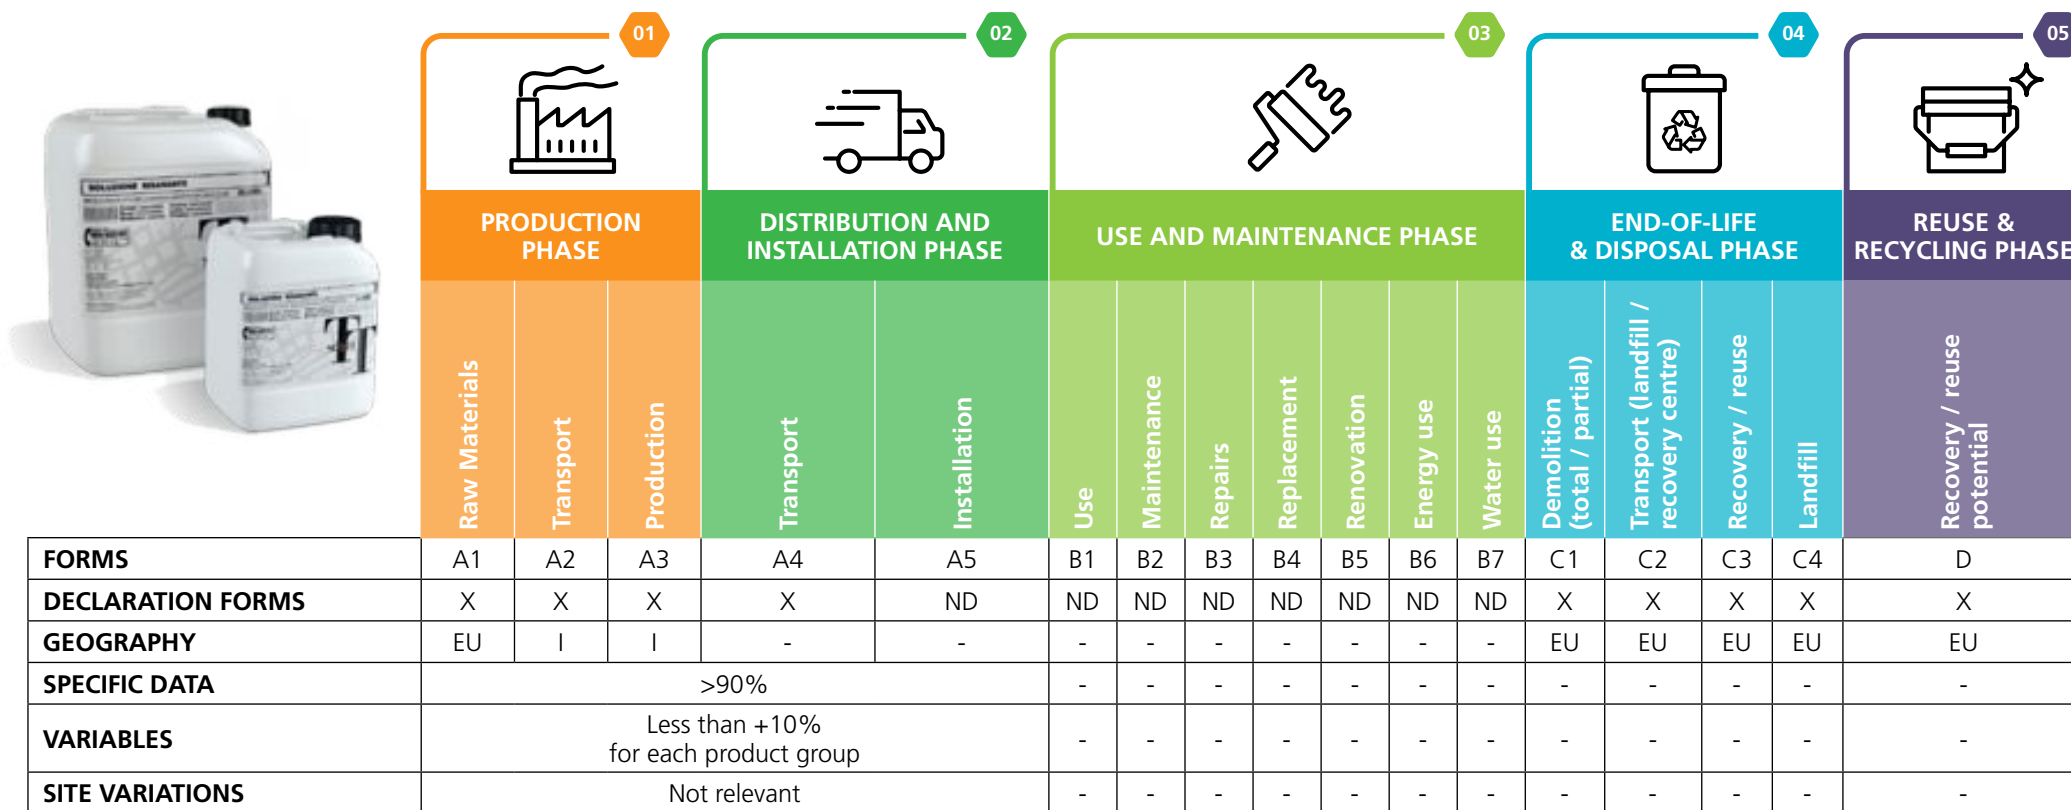 01
02
03
04
05
PRODUCTION
PHASE
DISTRIBUTION AND
INSTALLATION PHASE
USE AND MAINTENANCE PHASE
END-OF-LIFE
& DISPOSAL PHASE
REUSE &
RECYCLING PHASE
SOLUZIONE
Raw Materials
Transport
Production
Transport
Installation
Use
Maintenance
Repairs
Replacement
Renovation
Energy use
Water use
Demolition
(total / partial)
Transport (landfill /
recovery centre)
Recovery / reuse
Landfill
Recovery / reuse
potential
FORMS A1 A2 A3 A4 A5 B1 B2 B3 B4 B5 B6 B7 C1 C2 C3 C4 D
DECLARATION FORMS X X X X ND ND ND ND ND ND ND ND X X X X X
GEOGRAPHY EU I I - - - - - - - - - EU EU EU EU EU
SPECIFIC DATA >90% - - - - - - - - - - - -
VARIABLES Less than +10%
for each product group - - - - - - - - - - - -
SITE VARIATIONS Not relevant - - - - - - - - - - - -